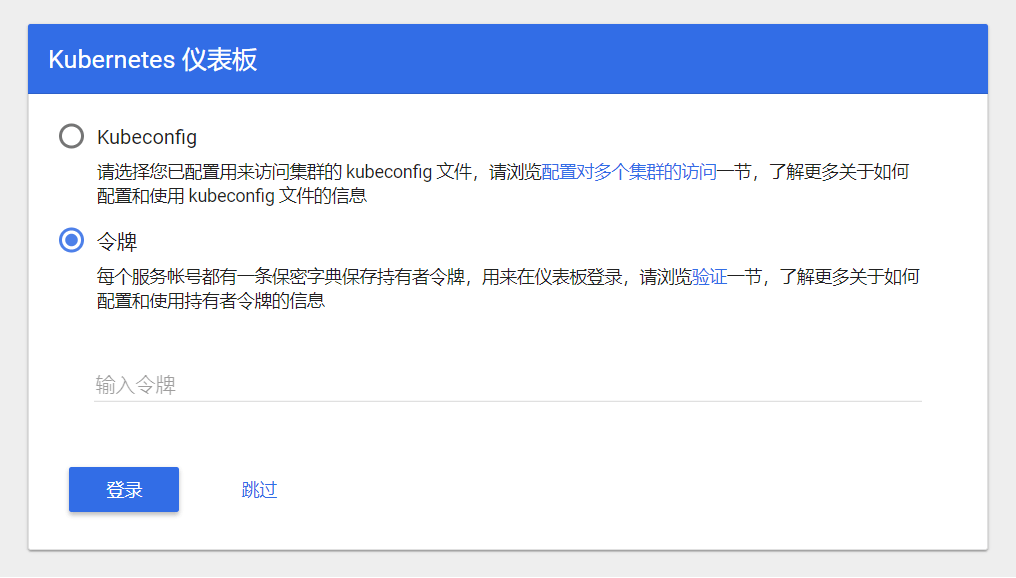 Kubernetes 仪表板
Kubeconfig
请选择您已配置用来访问集群的 kubeconfig 文件，请浏览配置对多个集群的访问一节，了解更多关于如何
配置和使用 kubeconfig 文件的信息
令牌
每个服务帐号都有一条保密字典保存持有者令牌，用来在仪表板登录，请浏览验证一节，了解更多关于如何
配置和使用持有者令牌的信息
输入令牌
登录
跳过